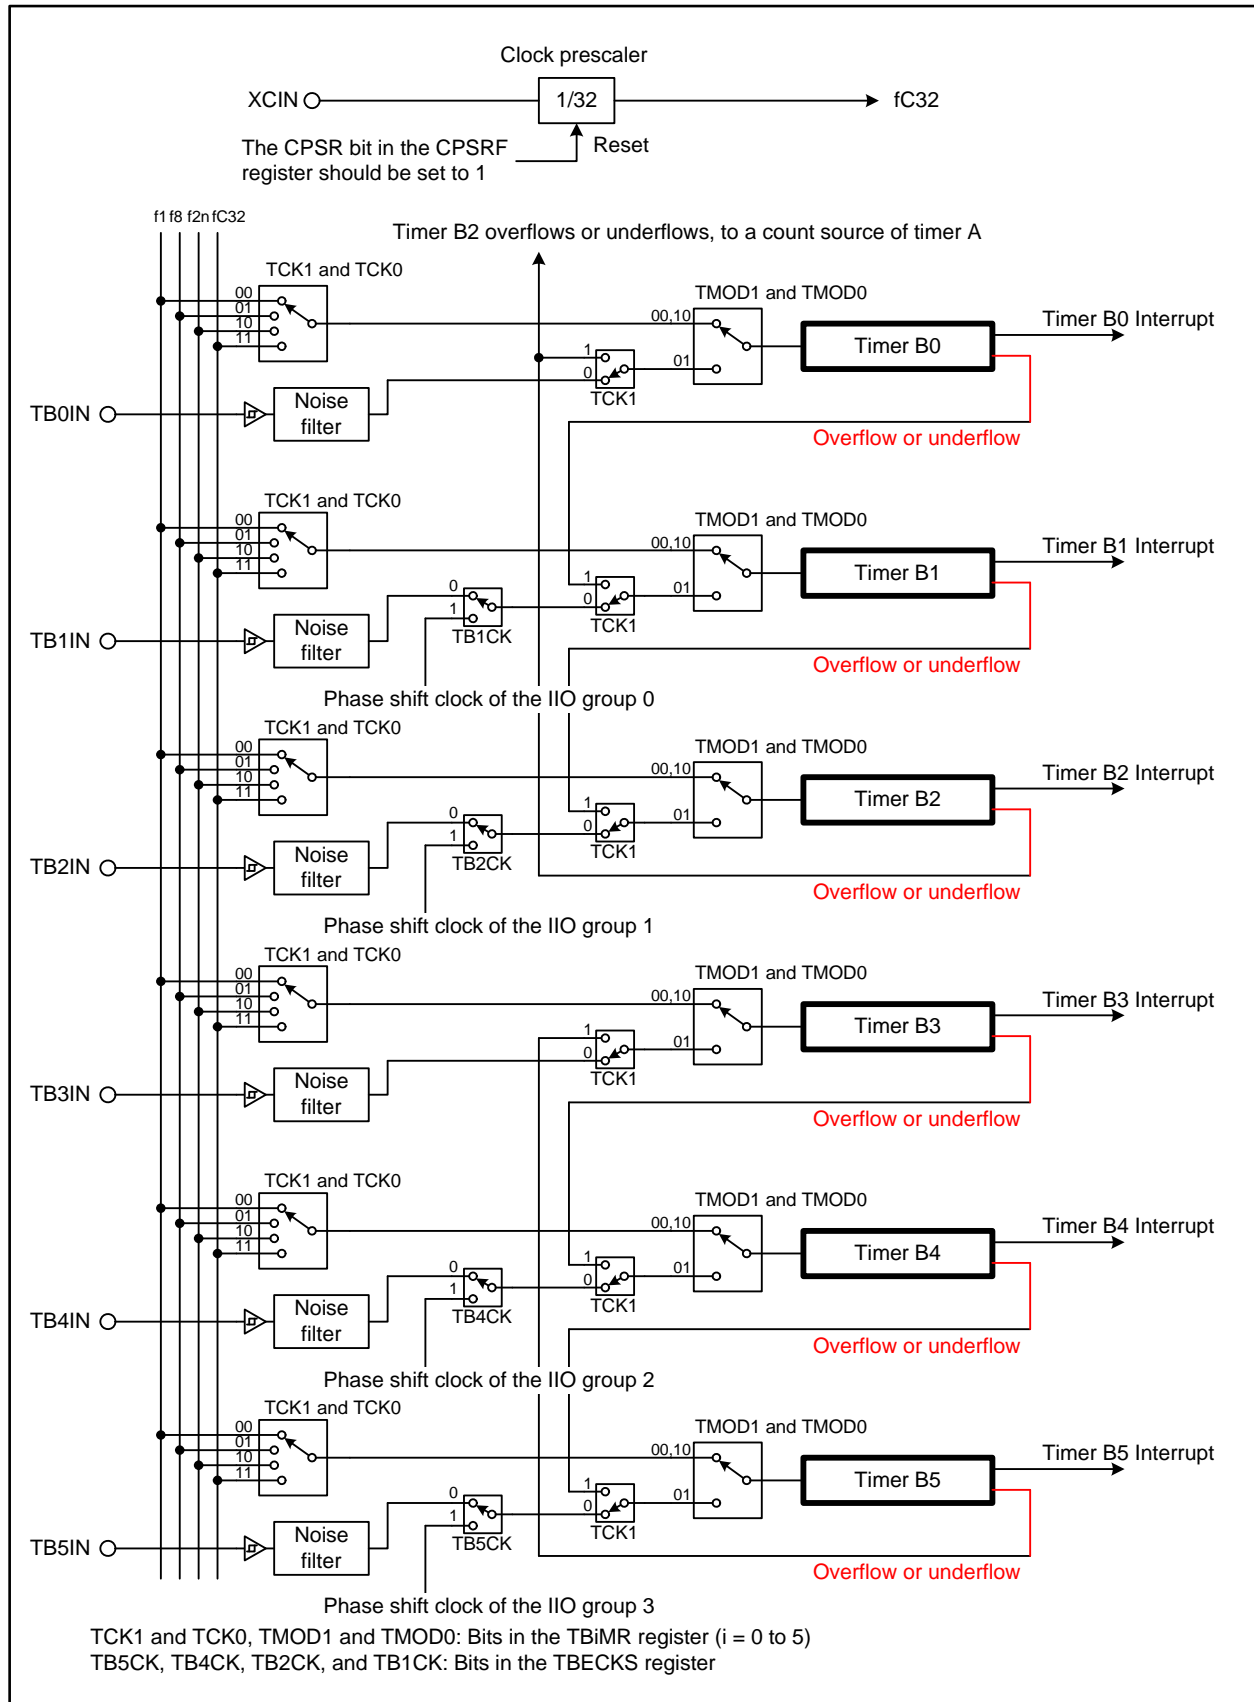 Clock prescaler
XCIN
1/32
fC32
The CPSR bit in the CPSRF
register should be set to 1
Reset
f1 f8 f2n fC32
Timer B2 overflows or underflows, to a count source of timer A
TCK1 and TCK0
00
01
10
11
TMOD1 and TMOD0
00,10
01
Timer B0
Timer B0 Interrupt
1
0
TCK1
TB0IN
Noise
filter
Overflow or underflow
TCK1 and TCK0
00
01
10
11
TMOD1 and TMOD0
00,10
01
Timer B1
Timer B1 Interrupt
1
0
TCK1
0
1
TB1CK
TB1IN
Noise
filter
Overflow or underflow
Phase shift clock of the IIO group 0
TCK1 and TCK0
00
01
10
11
TMOD1 and TMOD0
00,10
01
Timer B2
Timer B2 Interrupt
1
0
TCK1
0
1
TB2CK
TB2IN
Noise
filter
Overflow or underflow
Phase shift clock of the IIO group 1
TCK1 and TCK0
00
01
10
11
TMOD1 and TMOD0
00,10
01
Timer B3
Timer B3 Interrupt
1
0
TCK1
TB3IN
Noise
filter
Overflow or underflow
TCK1 and TCK0
00
01
10
11
TMOD1 and TMOD0
00,10
01
Timer B4
Timer B4 Interrupt
1
0
TCK1
0
1
TB4CK
TB4IN
Noise
filter
Overflow or underflow
Phase shift clock of the IIO group 2
TCK1 and TCK0
00
01
10
11
TMOD1 and TMOD0
00,10
01
Timer B5
Timer B5 Interrupt
1
0
TCK1
0
1
TB5CK
TB5IN
Noise
filter
Overflow or underflow
Phase shift clock of the IIO group 3
TCK1 and TCK0, TMOD1 and TMOD0: Bits in the TBiMR register (i = 0 to 5)
TB5CK, TB4CK, TB2CK, and TB1CK: Bits in the TBECKS register